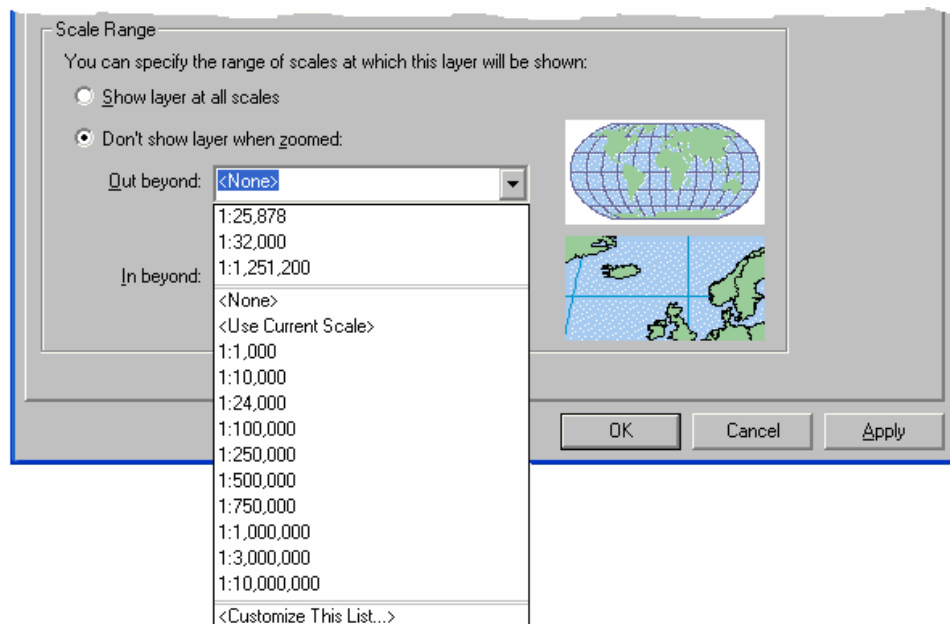 Scale Range
You can specify the range of scales at which this layer will be shown:
Show layer at all scales
Don't show layer when zoomed:
Out beyond: <None>
1:25,878
1:32,000
1:1,251,200
In beyond:
<None>
<Use Current Scale>
1:1,000
1:10,000
1:24,000
1:100,000
1:250,000
1:500,000
1:750,000
1:1,000,000
1:3,000,000
1:10,000,000
<Customize This List...>
OK Cancel Apply